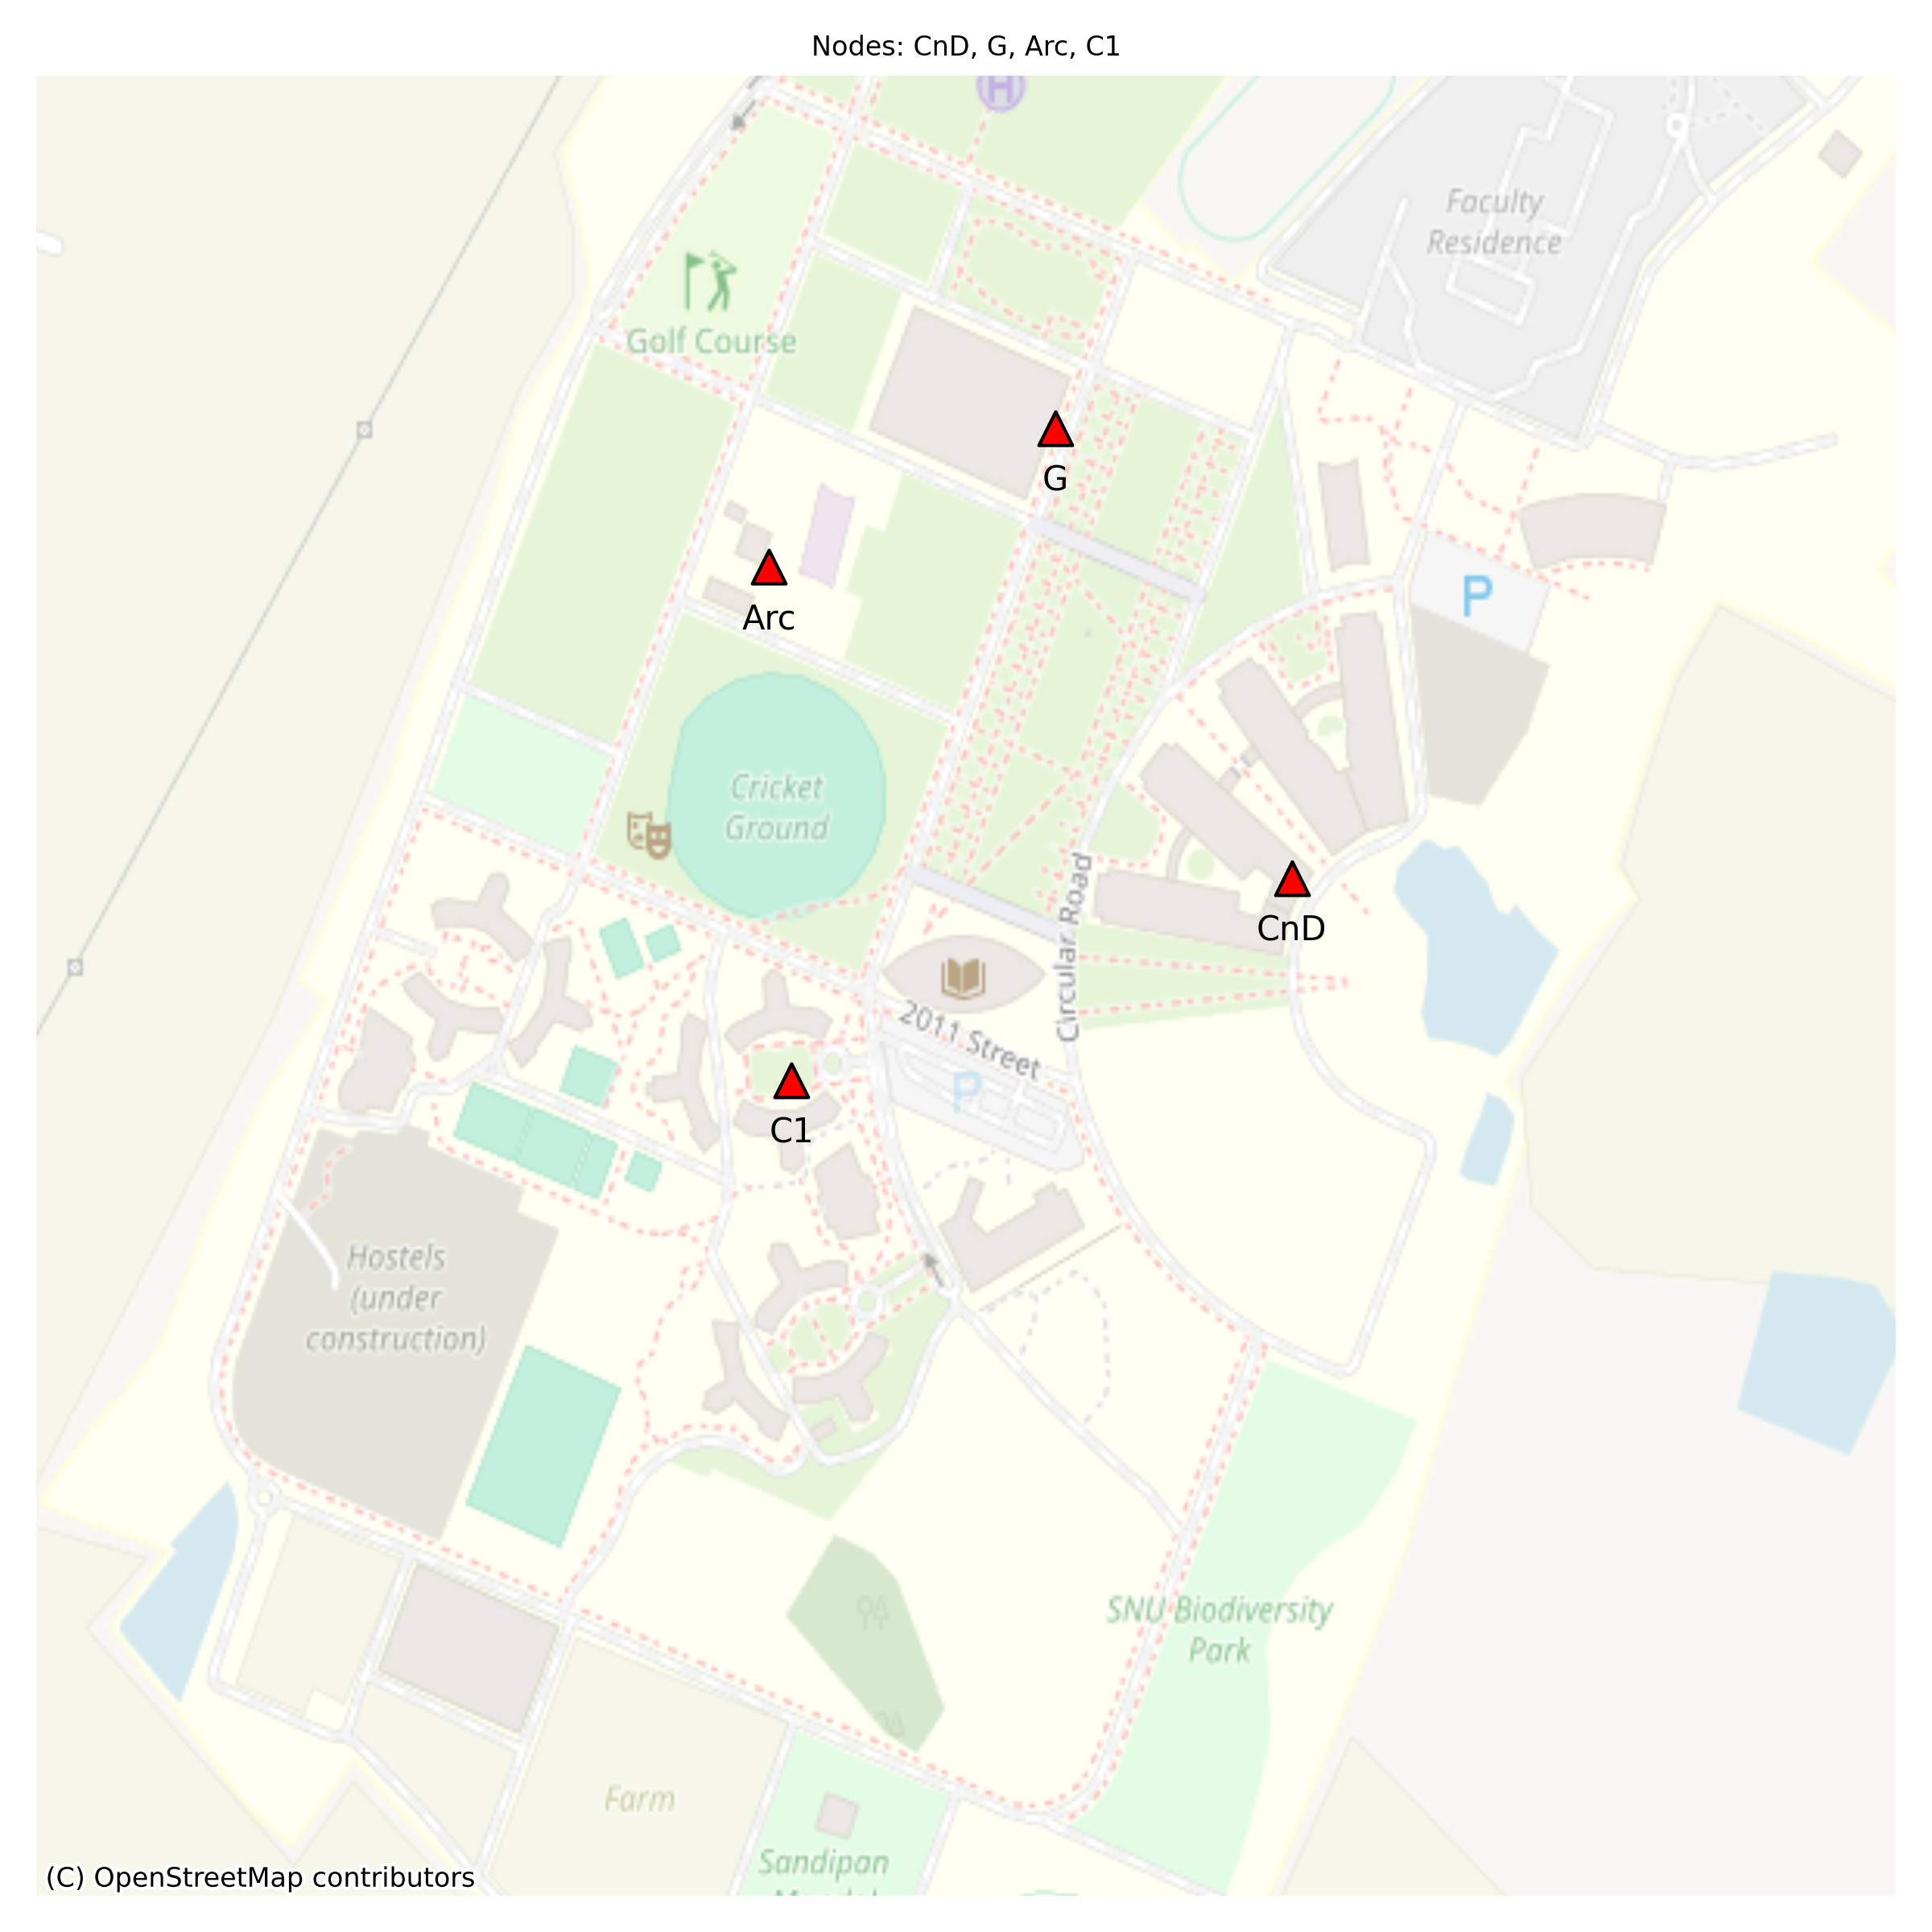 Nodes: CnD, G, Arc, C1
H
Faculty
Residence
Golf Course
G
Arc
P
Cricket
Ground
CnD
Circular Road
2011 Street
P
C1
Hostels
(under
construction)
SNU Biodiversity
Park
Farm
Sandipan
(C) OpenStreetMap contributors